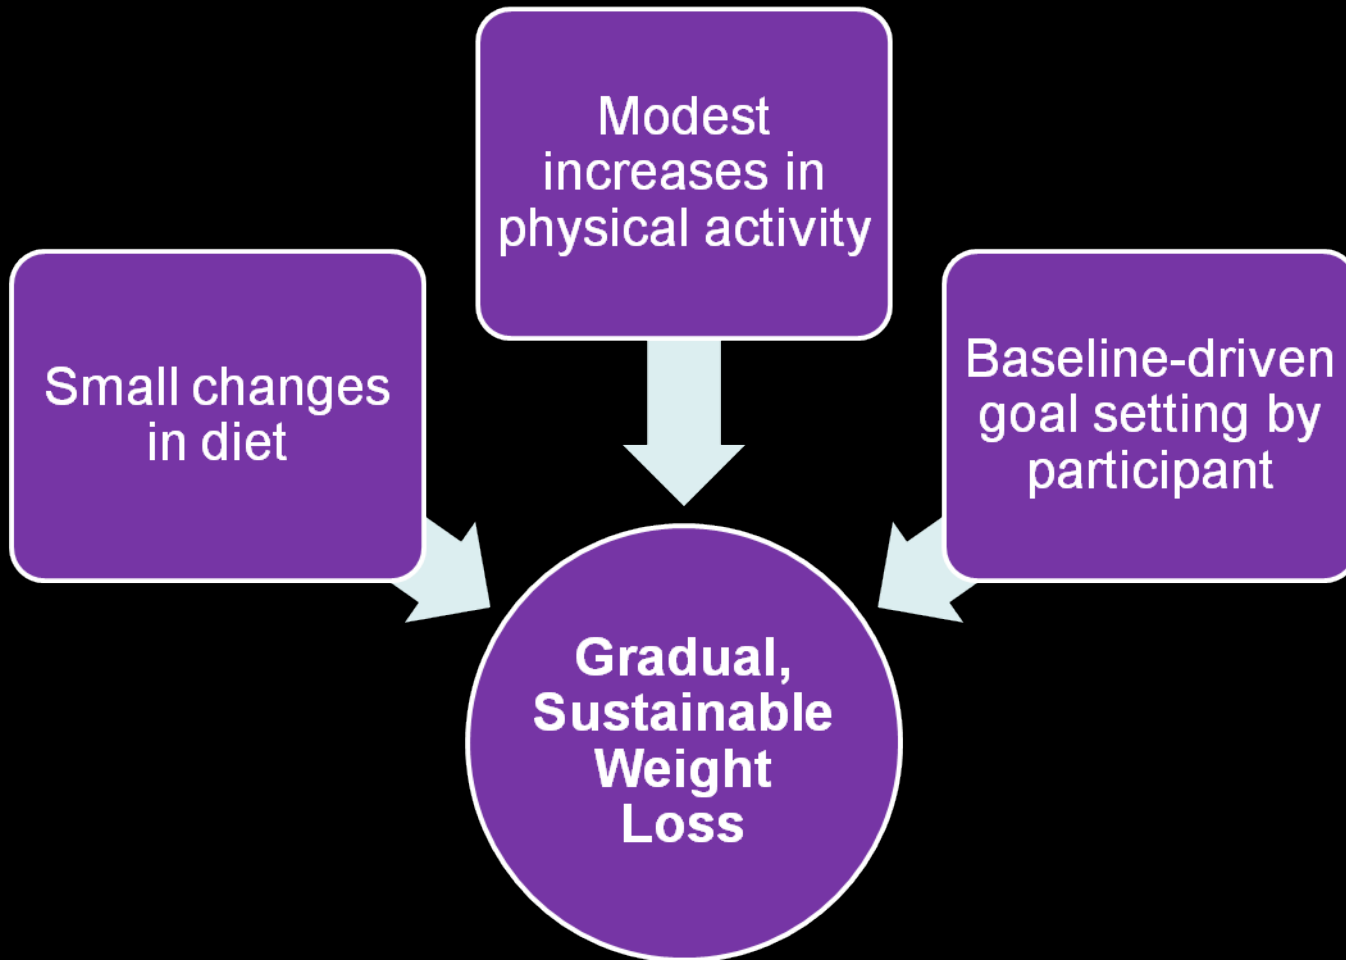 Modest
increases in
physical activity
Small changes
in diet
Baseline-driven
goal setting by
participant
Gradual,
Sustainable
Weight
Loss